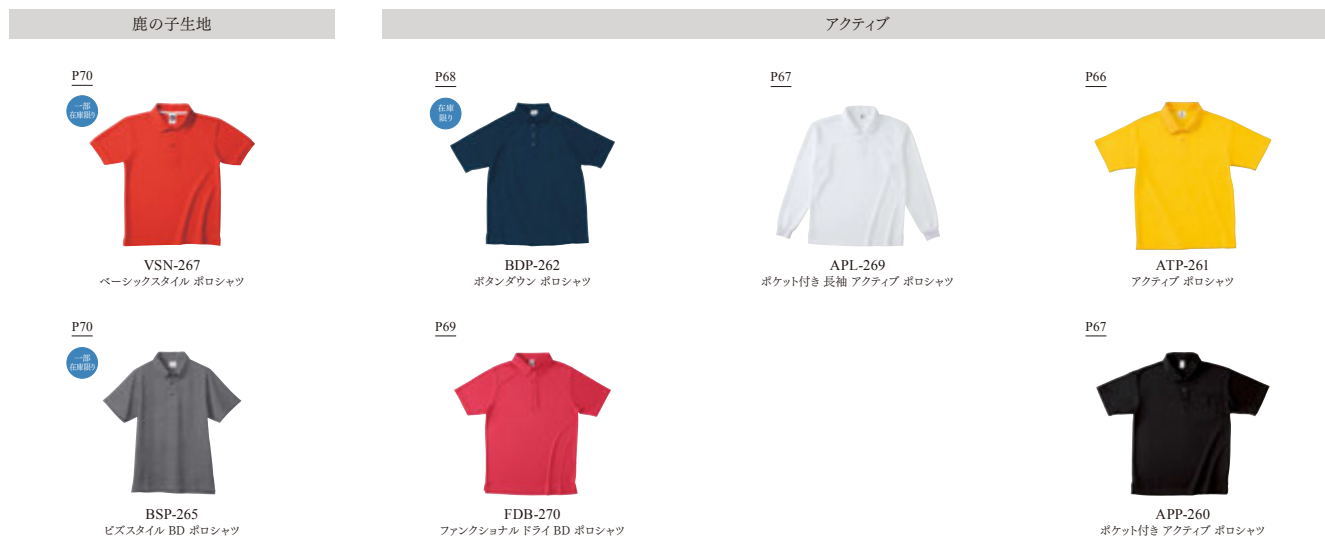 鹿の子生地
アクティブ
P70
一部
在庫限り
VSN-267
ベーシックスタイル ポロシャツ
P68
在庫
限り
BDP-262
ボタンダウン ポロシャツ
P67
APL-269
ポケット付き 長袖 アクティブ ポロシャツ
P66
ATP-261
アクティブ ポロシャツ
P70
一部
在庫限り
BSP-265
ビズスタイル BD ポロシャツ
P69
FDB-270
ファンクショナル ドライ BD ポロシャツ
P67
APP-260
ポケット付き アクティブ ポロシャツ